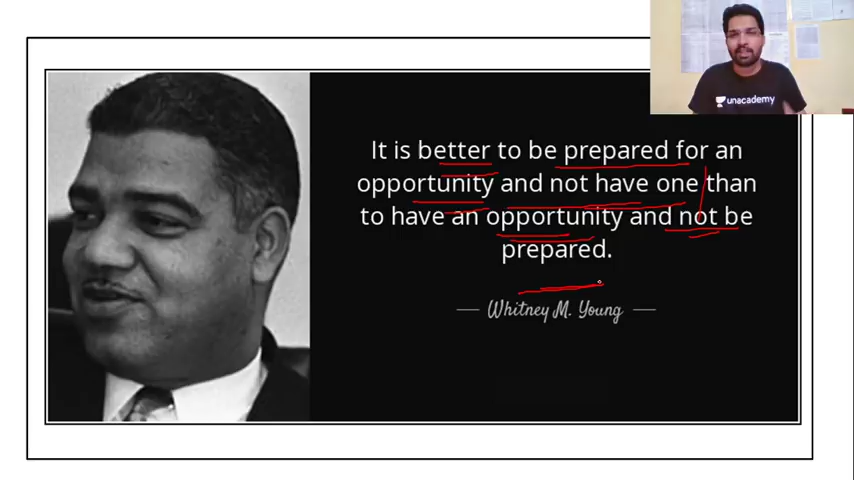 unacademy
It is better to be prepared for an
opportunity and not have one than
to have an opportunity and not be
prepared.
— Whitney M. Young —